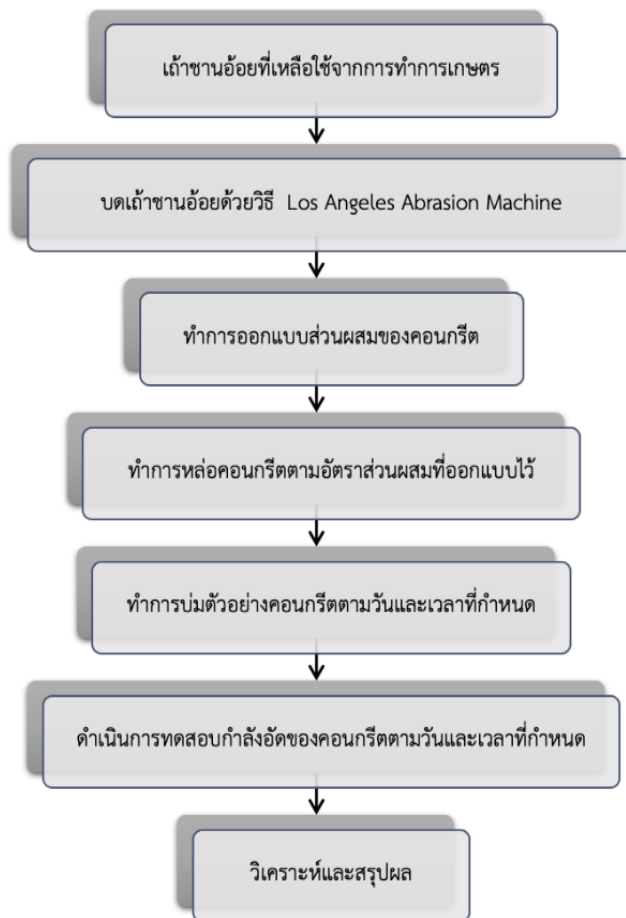 เถ้าชานอ้อยที่เหลือใช้จากการทำการเกษตร
บดเถ้าชานอ้อยด้วยวิธี Los Angeles Abrasion Machine
ทำการออกแบบส่วนผสมของคอนกรีต
ทำการหล่อคอนกรีตตามอัตราส่วนผสมที่ออกแบบไว้
ทำการบ่มตัวอย่างคอนกรีตตามวันและเวลาที่กำหนด
ดำเนินการทดสอบกำลังอัดของคอนกรีตตามวันและเวลาที่กำหนด
วิเคราะห์และสรุปผล